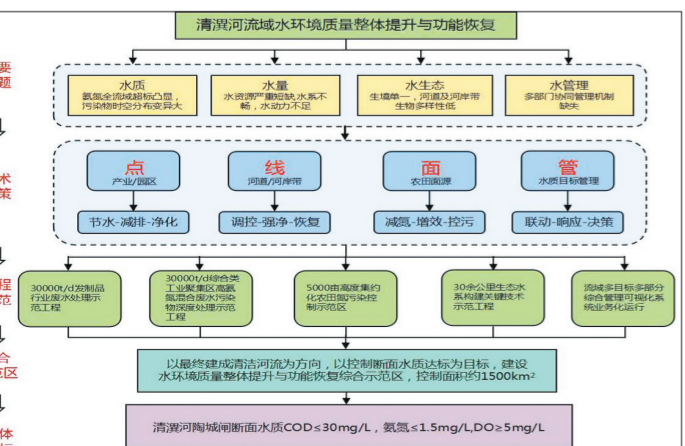 清潩河流域水环境质量整体提升与功能恢复
要
题
水质
氨氮全流域超标凸显，
污染物时空分布变异大
水量
水资源严重短缺,水系不
畅，水动力不足
水生态
生境单一，河道及河岸带
生物多样性低
水管理
多部门协同管理机制
缺失
术
策
点
产业/园区
线
河道/河岸带
面
农田面源
管
水质目标管理
节水-减排-净化
调控-强净-恢复
减氮-增效-控污
联动-响应-决策
程
范
30000t/d发制品
行业废水处理示
范工程
30000t/d综合类
工业聚集区高氨
氮混合废水污染
物深度处理示范
工程
5000亩高度集约
化农田氮污染控
制示范区
30余公里生态水
系构建关键技术
示范工程
流域多目标多部分
综合管理可视化系
统业务化运行
合
范区
以最终建成清洁河流为方向，以控制断面水质达标为目标，建设
水环境质量整体提升与功能恢复综合示范区，控制面积约1500km²
体
清潩河陶城闸断面水质COD≤30mg/L，氨氮≤1.5mg/L,DO≥5mg/L